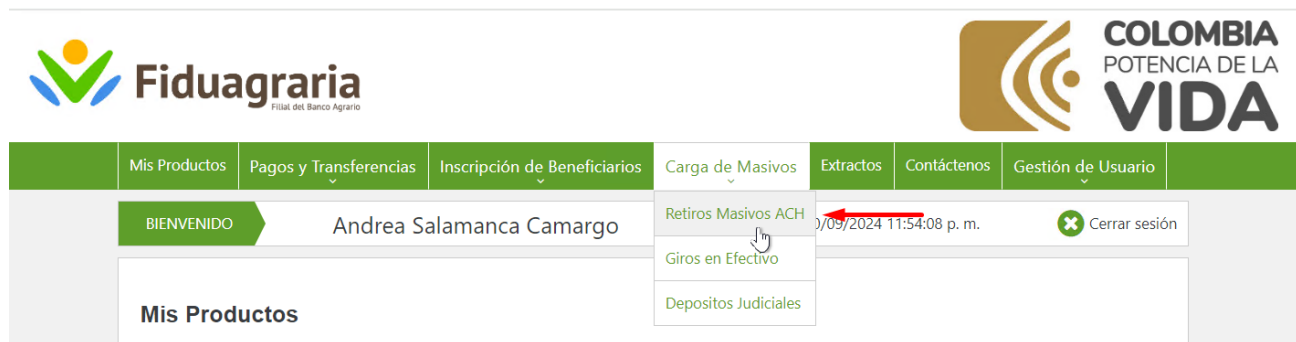 Fiduagraria
Filial del Banco Agrario
COLOMBIA
POTENCIA DE LA
VIDA
Mis Productos Pagos y Transferencias Inscripción de Beneficiarios Carga de Masivos Extractos Contáctenos Gestión de Usuario
BIENVENIDO Andrea Salamanca Camargo 0/09/2024 11:54:08 p. m. Cerrar sesión
Retiros Masivos ACH
Giros en Efectivo
Depositos Judiciales
Mis Productos